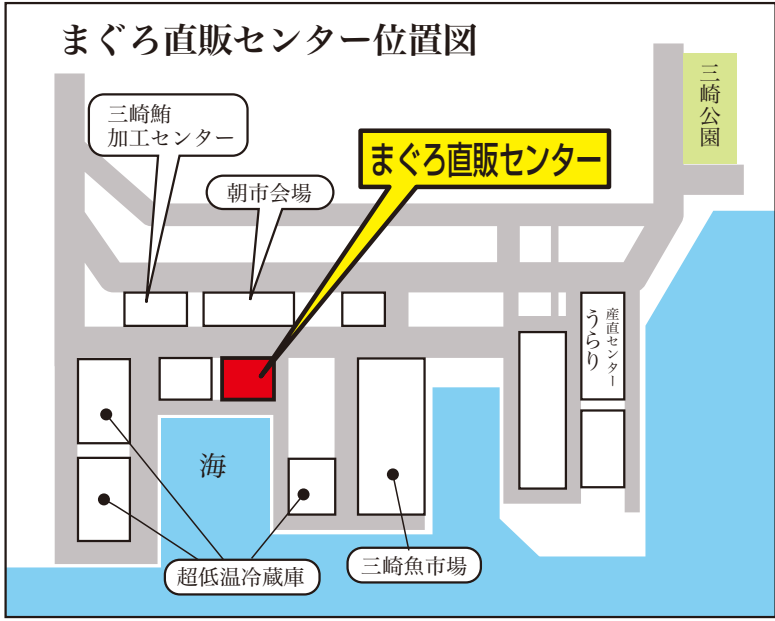 まぐろ直販センター位置図
三崎公園
三崎鮪
加工センター
まぐろ直販センター
朝市会場
産直センター
うらり
海
超低温冷蔵庫
三崎魚市場